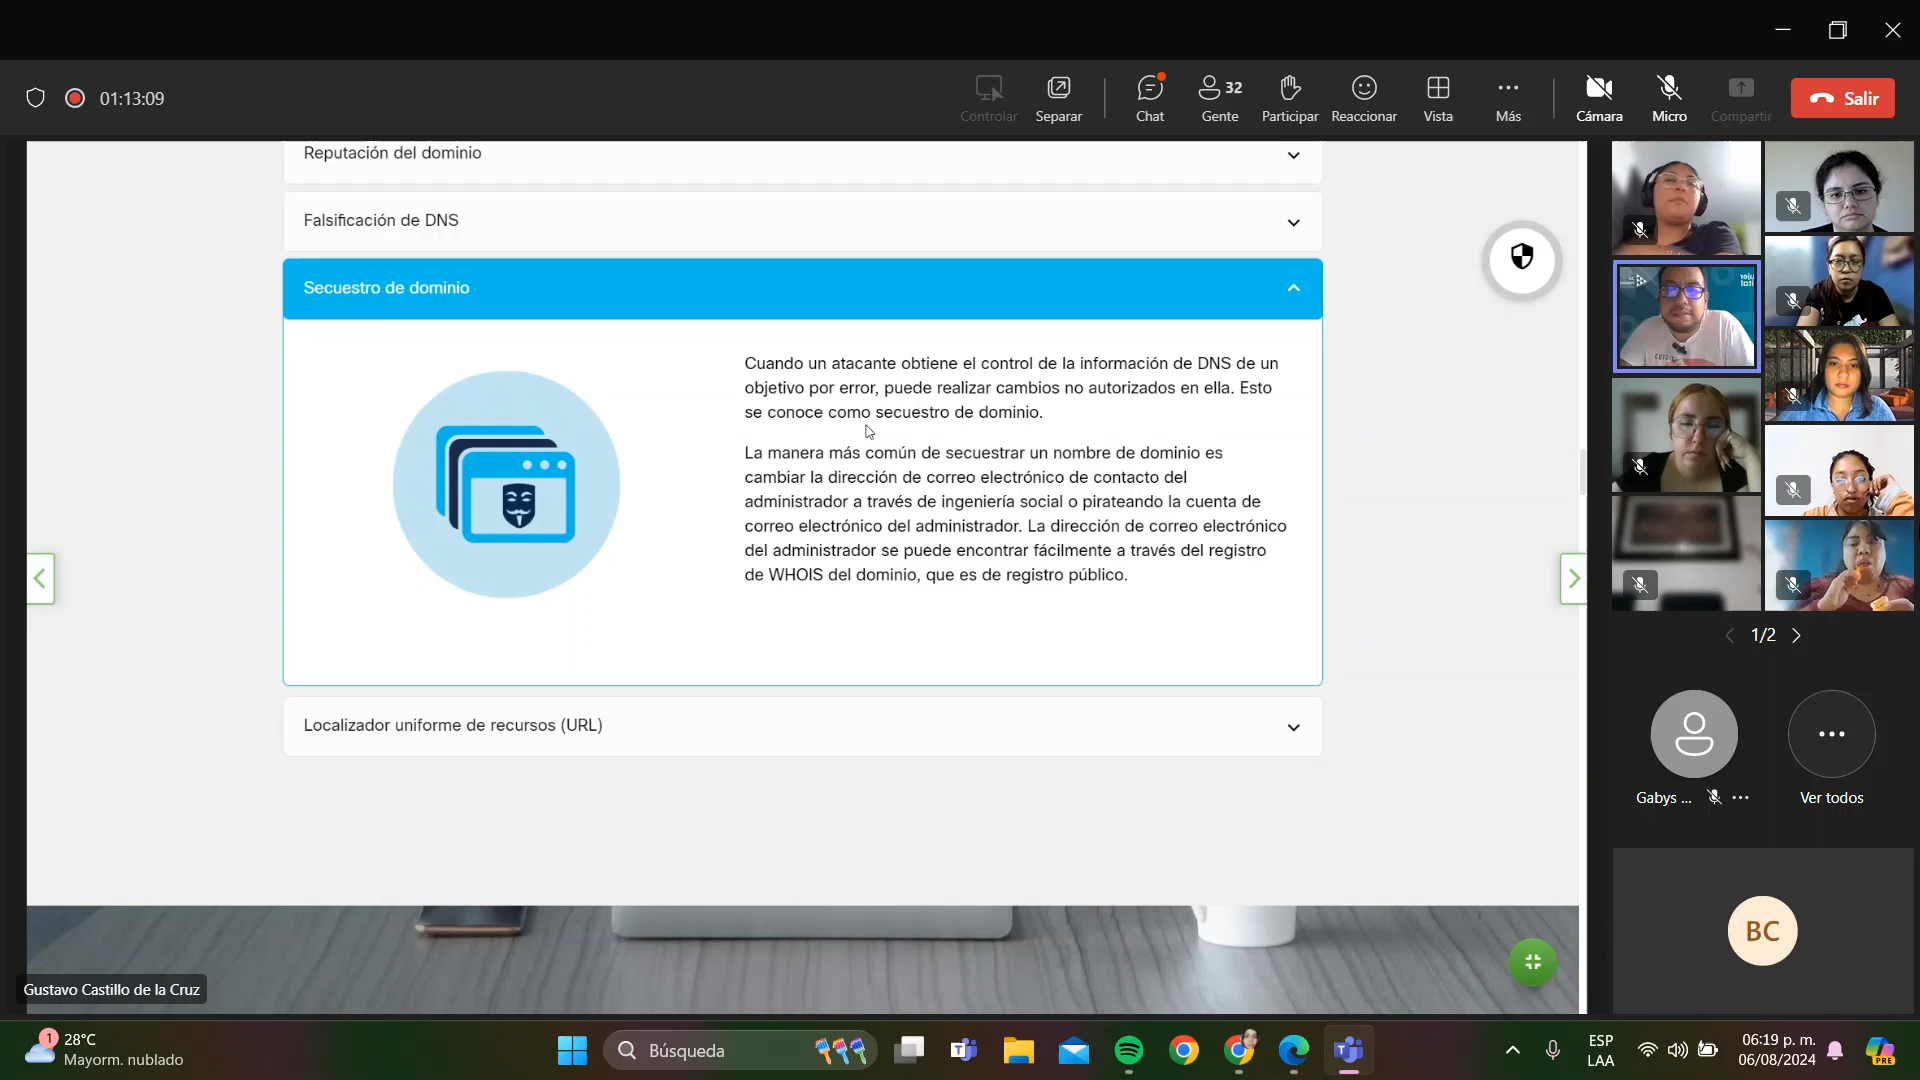 01:13:09
Controlar
Separar
Chat
32
Gente
Participar
Reaccionar
Vista
Más
Cámara
Micro
Compartir
Salir
Reputación del dominio
Falsificación de DNS
Secuestro de dominio
Cuando un atacante obtiene el control de la información de DNS de un
objetivo por error, puede realizar cambios no autorizados en ella. Esto
se conoce como secuestro de dominio.
La manera más común de secuestrar un nombre de dominio es
cambiar la dirección de correo electrónico de contacto del
administrador a través de ingeniería social o pirateando la cuenta de
correo electrónico del administrador. La dirección de correo electrónico
del administrador se puede encontrar fácilmente a través del registro
de WHOIS del dominio, que es de registro público.
Localizador uniforme de recursos (URL)
1/2
Gabys ...
Ver todos
BC
Gustavo Castillo de la Cruz
1
28°C
Mayorm. nublado
Búsqueda
ESP
LAA
06:19 p. m.
06/08/2024
PRE